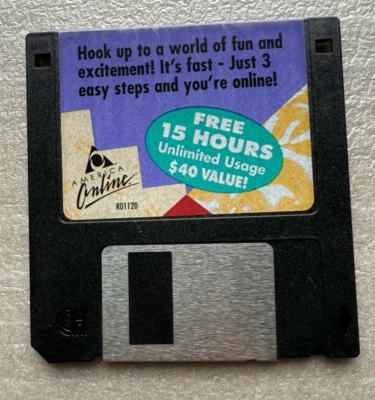 Hook up to a world of fun and
excitement! It's fast - Just 3
easy steps and you're online!
FREE
15 HOURS
Unlimited Usage
$40 VALUE!
AMERICA
Online
R01120